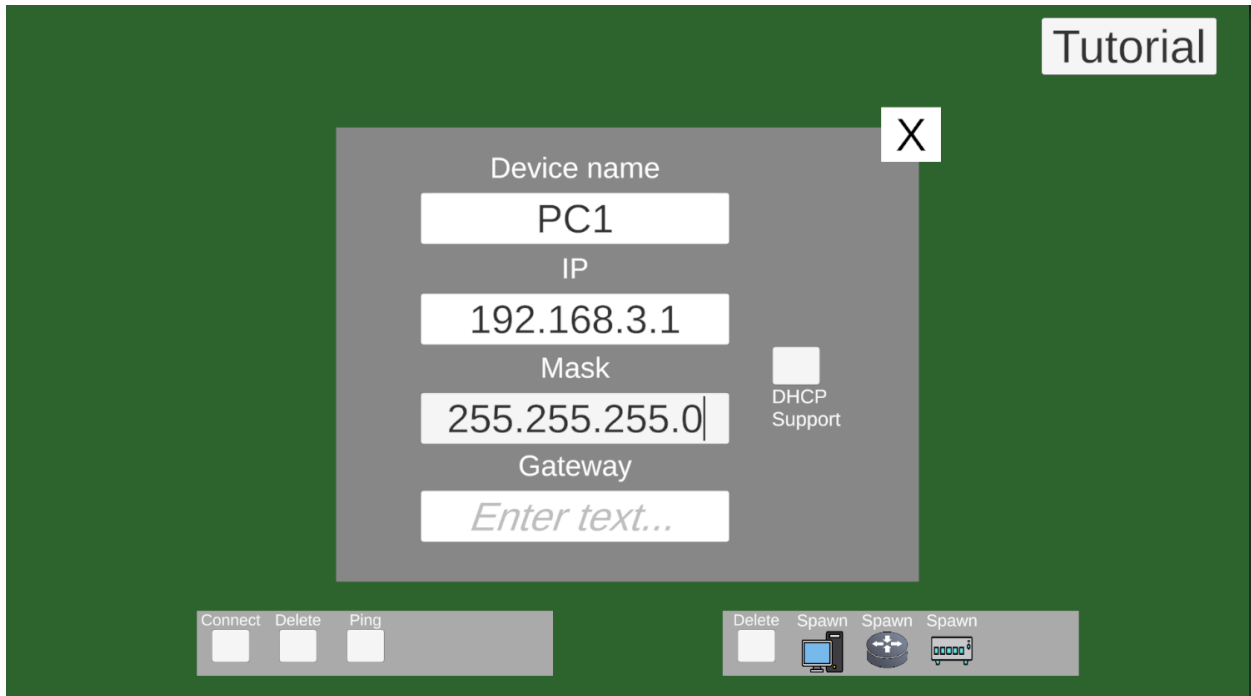 Tutorial
X
Device name
PC1
IP
192.168.3.1
Mask
255.255.255.0
DHCP
Support
Gateway
Enter text...
Connect Delete Ping
Delete Spawn Spawn Spawn